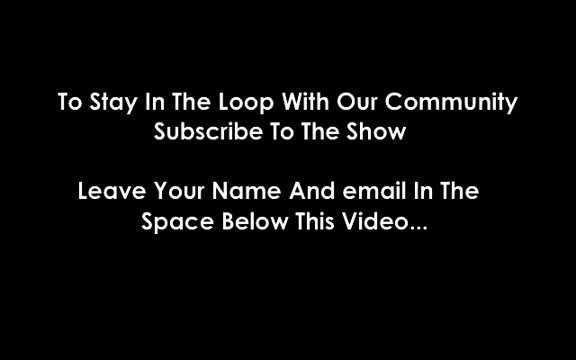 To Stay In The Loop With Our Community
Subscribe To The Show
Leave Your Name And email In The
Space Below This Video...